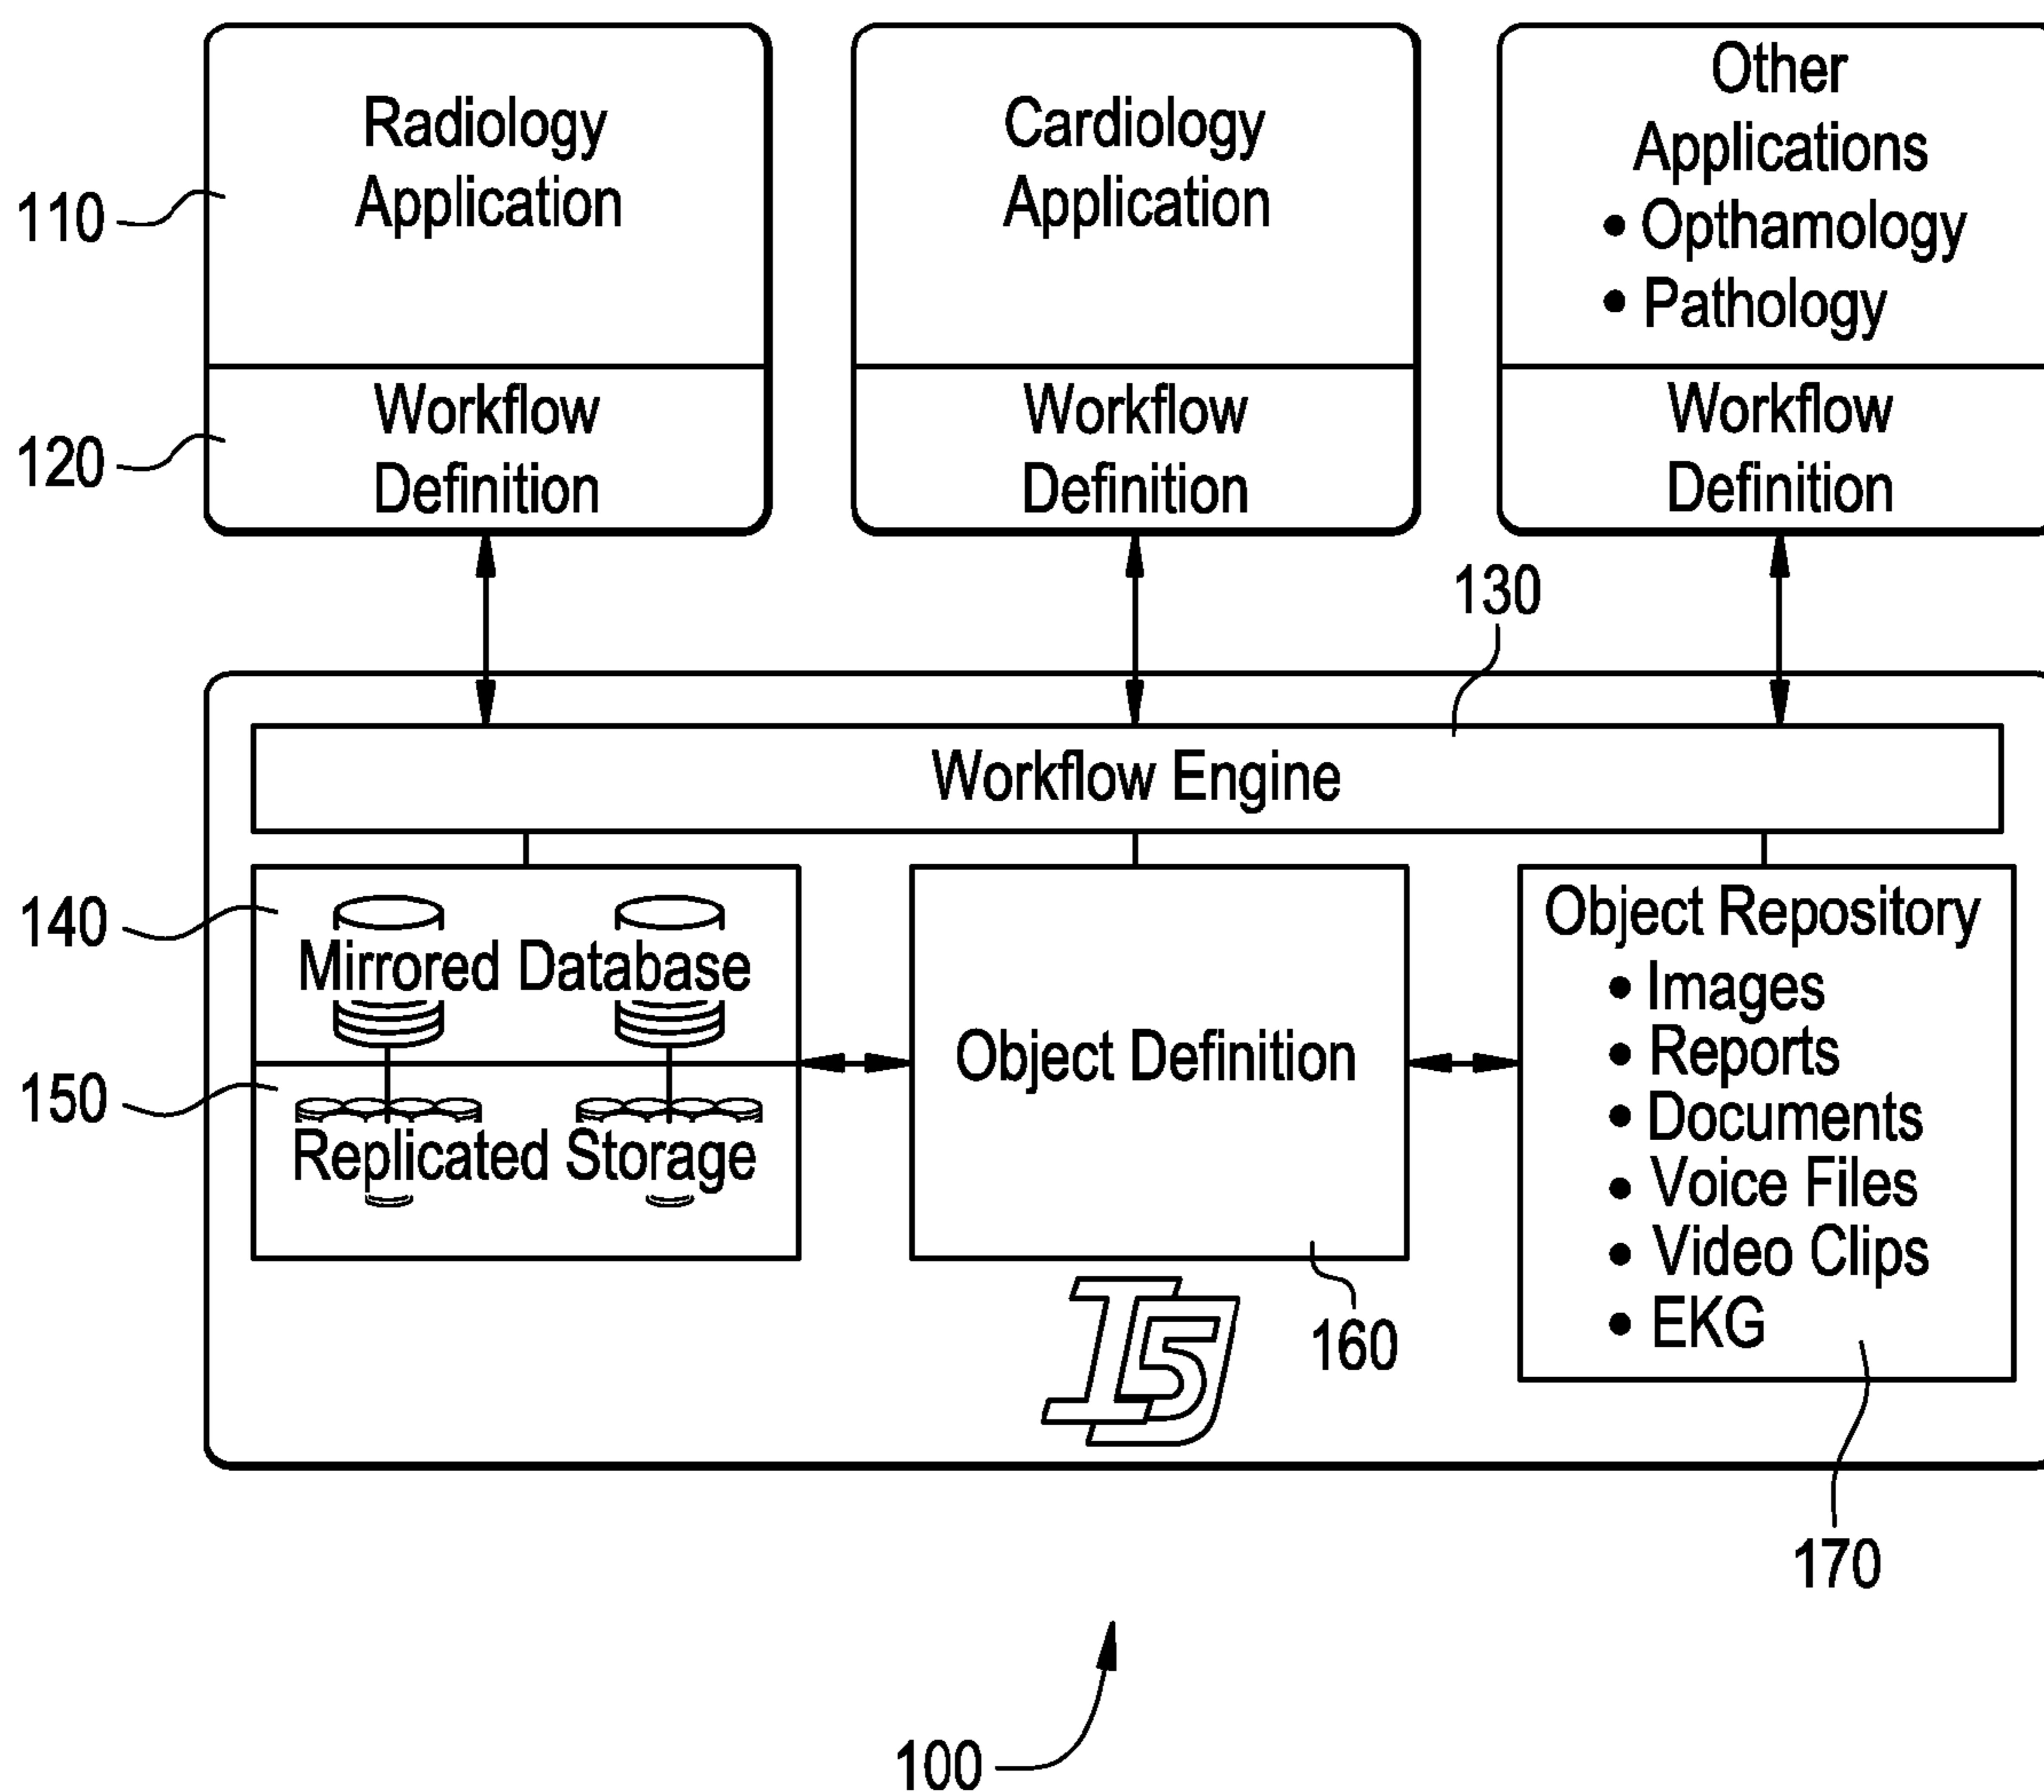 Radiology
Application
Cardiology
Application
Other
Applications
• Opthamology
• Pathology
110
Workflow
Definition
Workflow
Definition
Workflow
Definition
120
130
Workflow Engine
140
Mirrored Database
150
Replicated Storage
Object Definition
160
Object Repository
• Images
• Reports
• Documents
• Voice Files
• Video Clips
• EKG
170
I5
100